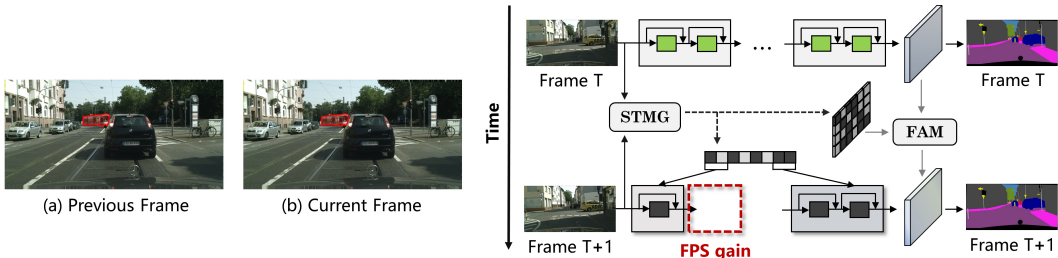 (a) Previous Frame
(b) Current Frame
Time
Frame T
...
Frame T
STMG
FAM
Frame T+1
FPS gain
Frame T+1